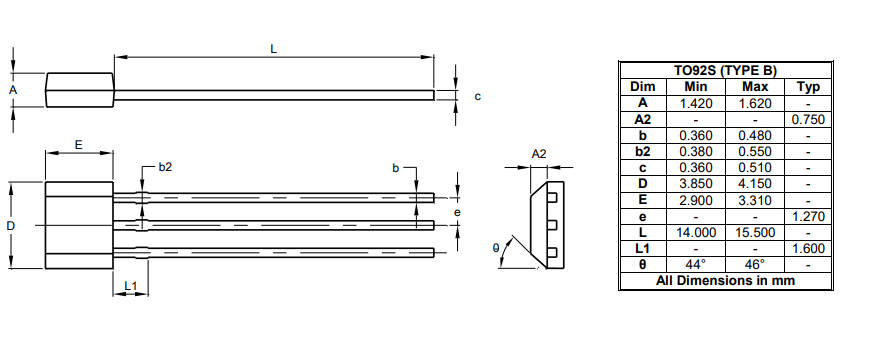 L
A
c
E
b2
b
A2
e
D
θ
L1
TO92S (TYPE B)
Dim Min Max Typ
A 1.420 1.620 -
A2 - - 0.750
b 0.360 0.480 -
b2 0.380 0.550 -
c 0.360 0.510 -
D 3.850 4.150 -
E 2.900 3.310 -
e - - 1.270
L 14.000 15.500 -
L1 - - 1.600
θ 44° 46° -
All Dimensions in mm